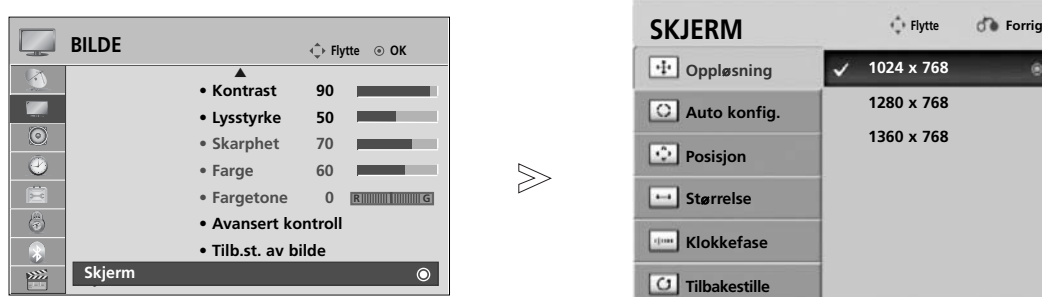 BILDE
Flytte OK
• Kontrast 90
• Lysstyrke 50
• Skarphet 70
• Farge 60
• Fargetone 0 R G
• Avansert kontroll
• Tilb.st. av bilde
Skjerm
SKJERM
Flytte Forrig
Oppløsning
Auto konfig.
Posisjon
Størrelse
Klokkefase
Tilbakestille
1024 x 768
1280 x 768
1360 x 768